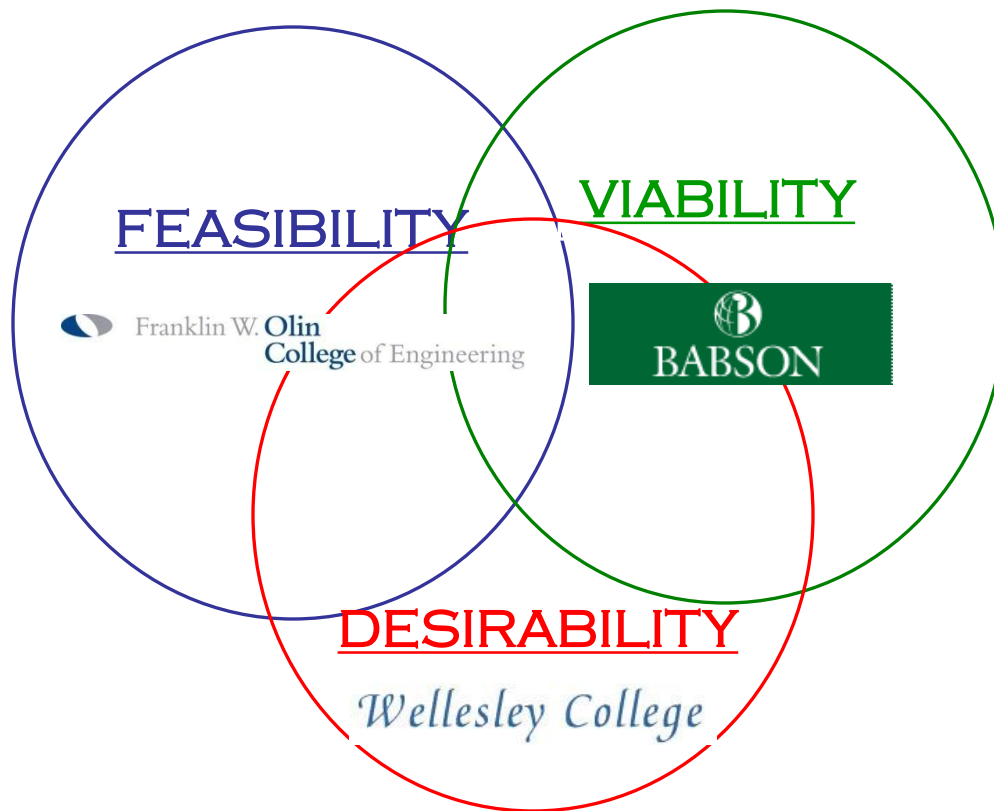 FEASIBILITY
VIABILITY
Franklin W. Olin
College of Engineering
B
BABSON
DESIRABILITY
Wellesley College